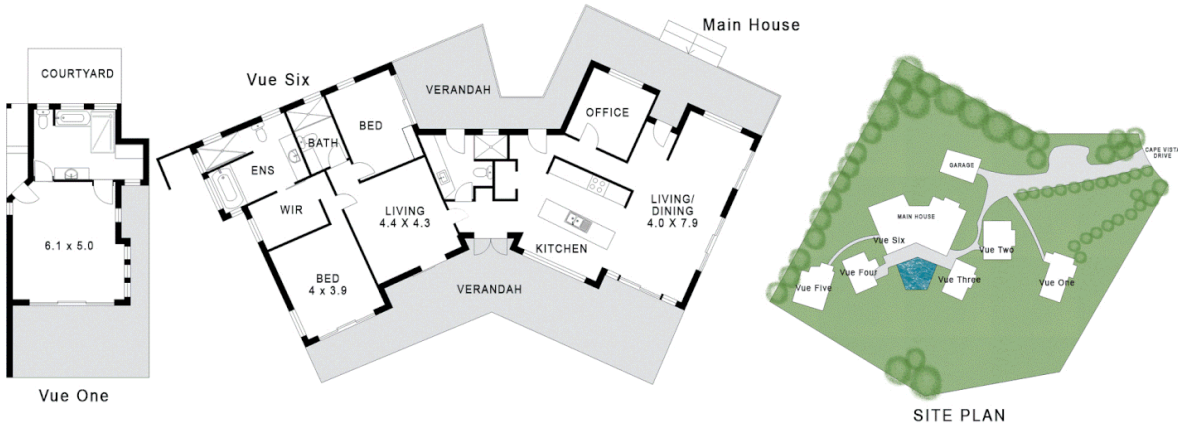 COURTYARD
6.1 x 5.0
Vue One
Vue Six
Main House
VERANDAH
OFFICE
BED
BATH
ENS
WIR
LIVING
4.4 X 4.3
LIVING/
DINING
4.0 X 7.9
KITCHEN
BED
4 x 3.9
VERANDAH
CAPE VISTA
DRIVE
GARAGE
MAIN HOUSE
Vue Six
Vue Two
Vue Four
Vue Three
Vue Five
Vue One
SITE PLAN